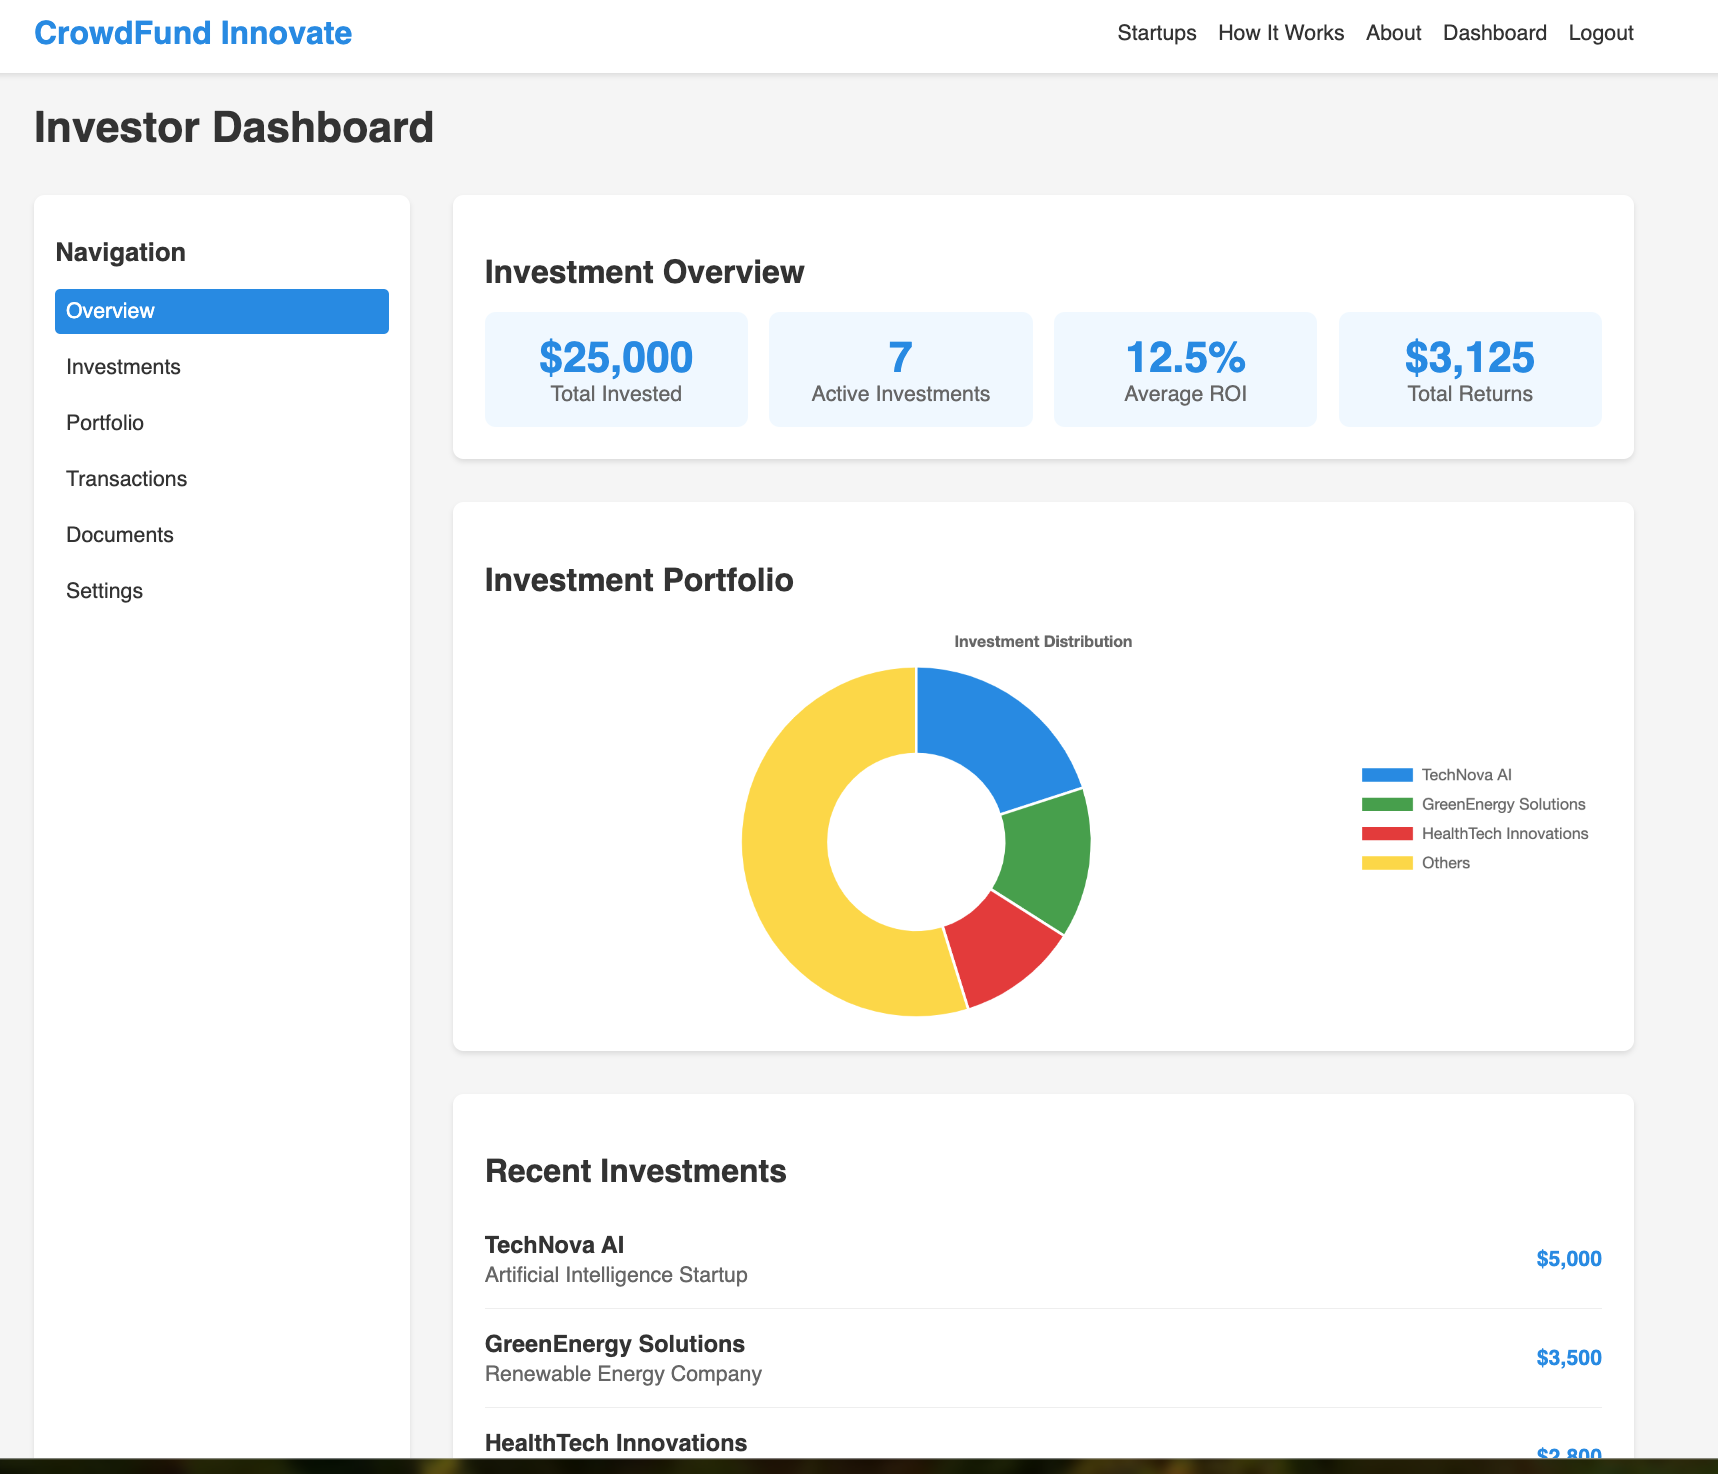 CrowdFund Innovate
Startups How It Works About Dashboard Logout
Investor Dashboard
Navigation
Overview
Investments
Portfolio
Transactions
Documents
Settings
Investment Overview
$25,000
Total Invested
7
Active Investments
12.5%
Average ROI
$3,125
Total Returns
Investment Portfolio
Investment Distribution
TechNova AI
GreenEnergy Solutions
HealthTech Innovations
Others
Recent Investments
TechNova AI
Artificial Intelligence Startup
$5,000
GreenEnergy Solutions
Renewable Energy Company
$3,500
HealthTech Innovations
$2,800